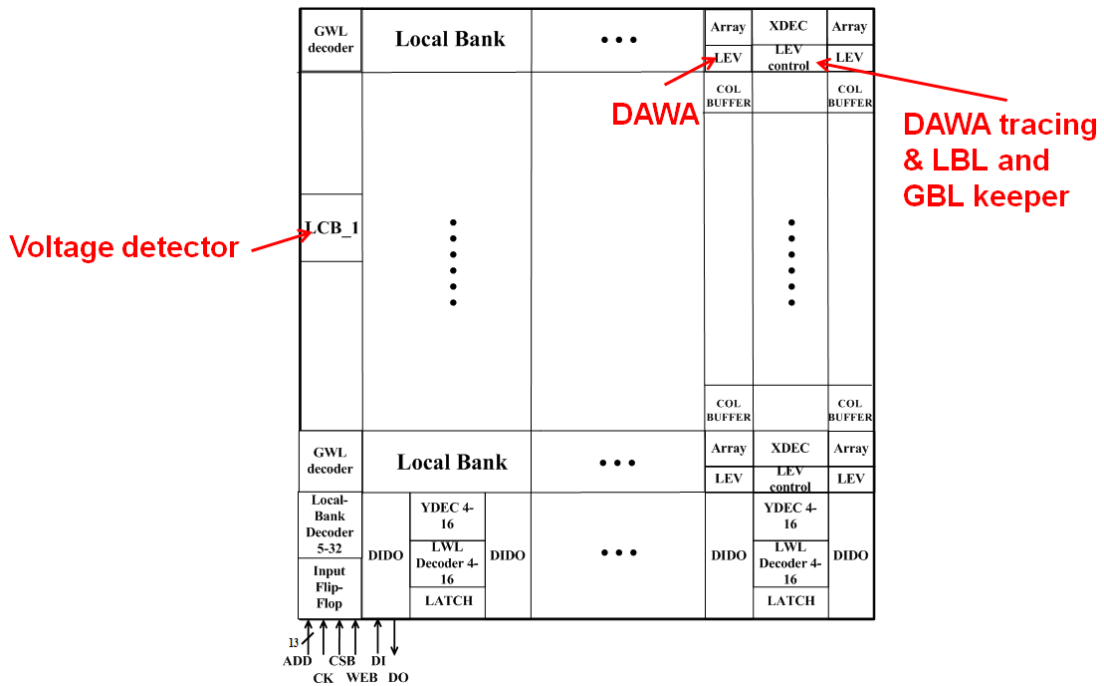 GWL
decoder
Local Bank
• • •
Array
XDEC
Array
LEV
LEV
control
LEV
COL
BUFFER
COL
BUFFER
DAWA
DAWA tracing
& LBL and
GBL keeper
LCB_1
Voltage detector
COL
BUFFER
COL
BUFFER
GWL
decoder
Local Bank
• • •
Array
XDEC
Array
LEV
LEV
control
LEV
Local-
Bank
Decoder
5-32
Input
Flip-
Flop
DIDO
YDEC 4-
16
LWL
Decoder 4-
16
LATCH
DIDO
• • •
DIDO
YDEC 4-
16
LWL
Decoder 4-
16
LATCH
DIDO
13
ADD
CSB
DI
CK
WEB
DO